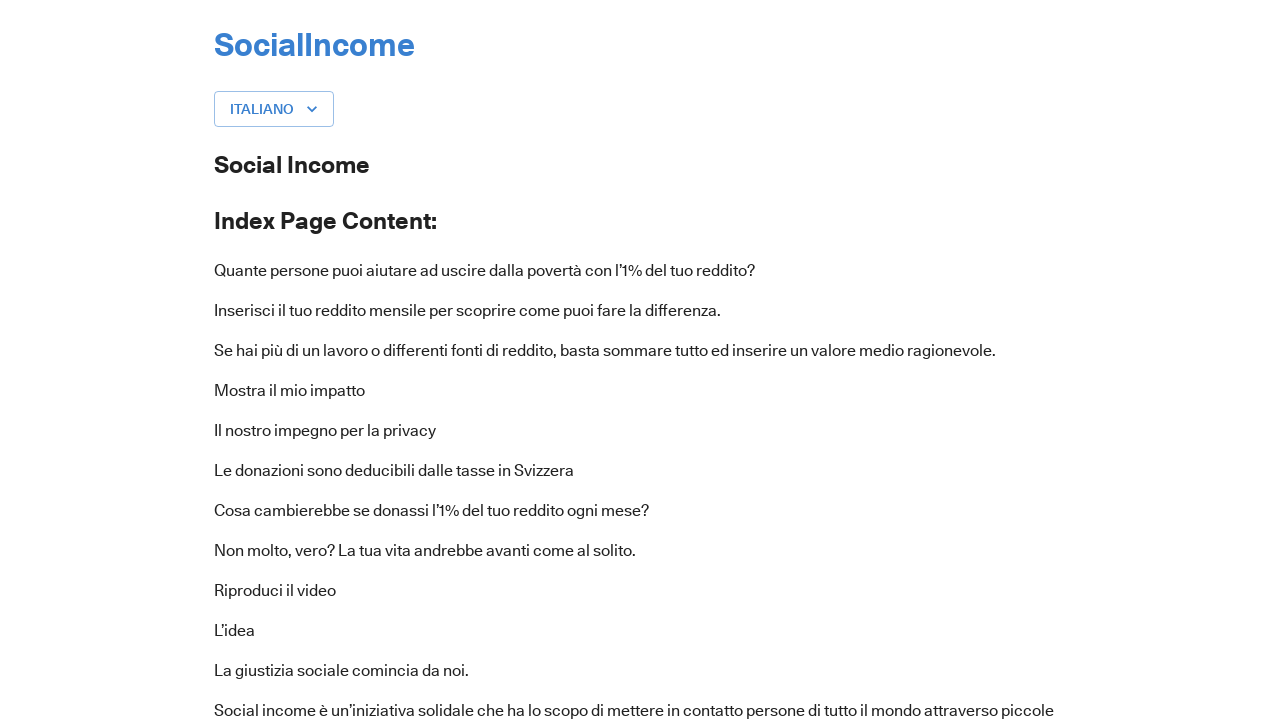 SocialIncome
ITALIANO
Social Income
Index Page Content:
Quante persone puoi aiutare ad uscire dalla povertà con l'1% del tuo reddito?
Inserisci il tuo reddito mensile per scoprire come puoi fare la differenza.
Se hai più di un lavoro o differenti fonti di reddito, basta sommare tutto ed inserire un valore medio ragionevole.
Mostra il mio impatto
Il nostro impegno per la privacy
Le donazioni sono deducibili dalle tasse in Svizzera
Cosa cambierebbe se donassi l'1% del tuo reddito ogni mese?
Non molto, vero? La tua vita andrebbe avanti come al solito.
Riproduci il video
L'idea
La giustizia sociale comincia da noi.
Social income è un'iniziativa solidale che ha lo scopo di mettere in contatto persone di tutto il mondo attraverso piccole